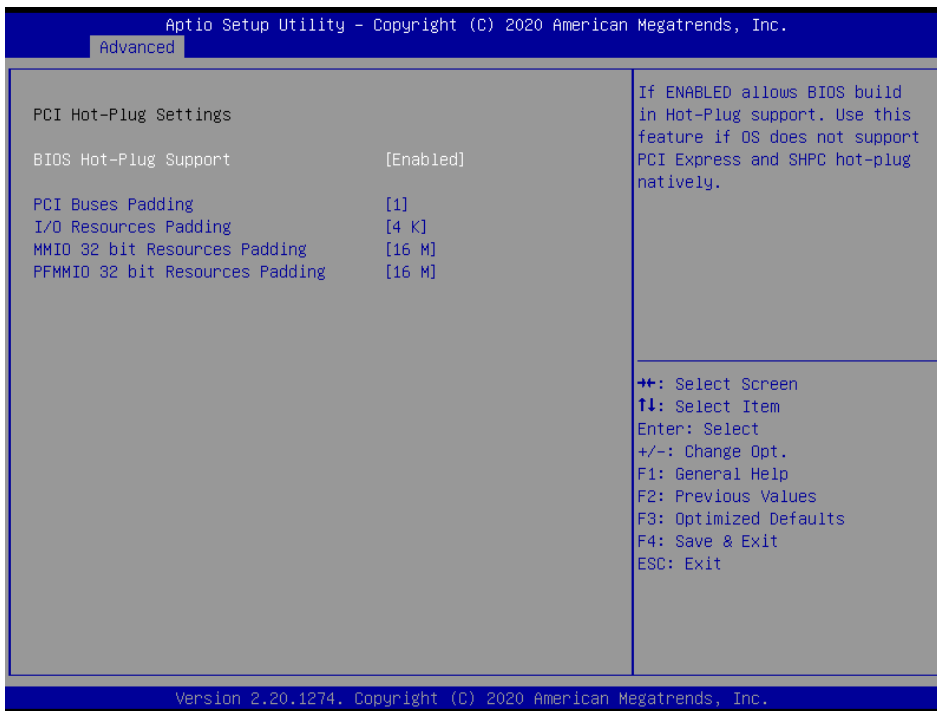 Aptio Setup Utility – Copyright (C) 2020 American Megatrends, Inc.
Advanced
PCI Hot-Plug Settings
BIOS Hot-Plug Support [Enabled]
PCI Buses Padding [1]
I/O Resources Padding [4 K]
MMIO 32 bit Resources Padding [16 M]
PFMMIO 32 bit Resources Padding [16 M]
If ENABLED allows BIOS build
in Hot-Plug support. Use this
feature if OS does not support
PCI Express and SHPC hot-plug
natively.
→←: Select Screen
↑↓: Select Item
Enter: Select
+/-: Change Opt.
F1: General Help
F2: Previous Values
F3: Optimized Defaults
F4: Save & Exit
ESC: Exit
Version 2.20.1274. Copyright (C) 2020 American Megatrends, Inc.